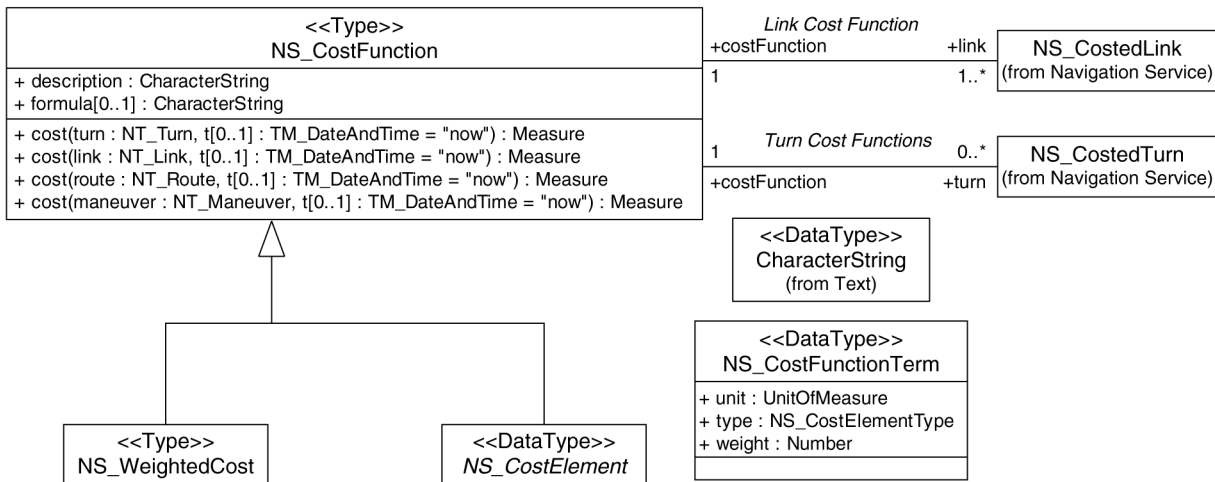 <<Type>>
NS_CostFunction
+ description : CharacterString
+ formula[0..1] : CharacterString
+ cost(turn : NT_Turn, t[0..1] : TM_DateAndTime = "now") : Measure
+ cost(link : NT_Link, t[0..1] : TM_DateAndTime = "now") : Measure
+ cost(route : NT_Route, t[0..1] : TM_DateAndTime = "now") : Measure
+ cost(maneuver : NT_Maneuver, t[0..1] : TM_DateAndTime = "now") : Measure
Link Cost Function
+costFunction +link
1 1..*
NS_CostedLink
(from Navigation Service)
Turn Cost Functions
1 0..*
+costFunction +turn
NS_CostedTurn
(from Navigation Service)
<<DataType>>
CharacterString
(from Text)
<<DataType>>
NS_CostFunctionTerm
+ unit : UnitOfMeasure
+ type : NS_CostElementType
+ weight : Number
<<Type>>
NS_WeightedCost
<<DataType>>
NS_CostElement